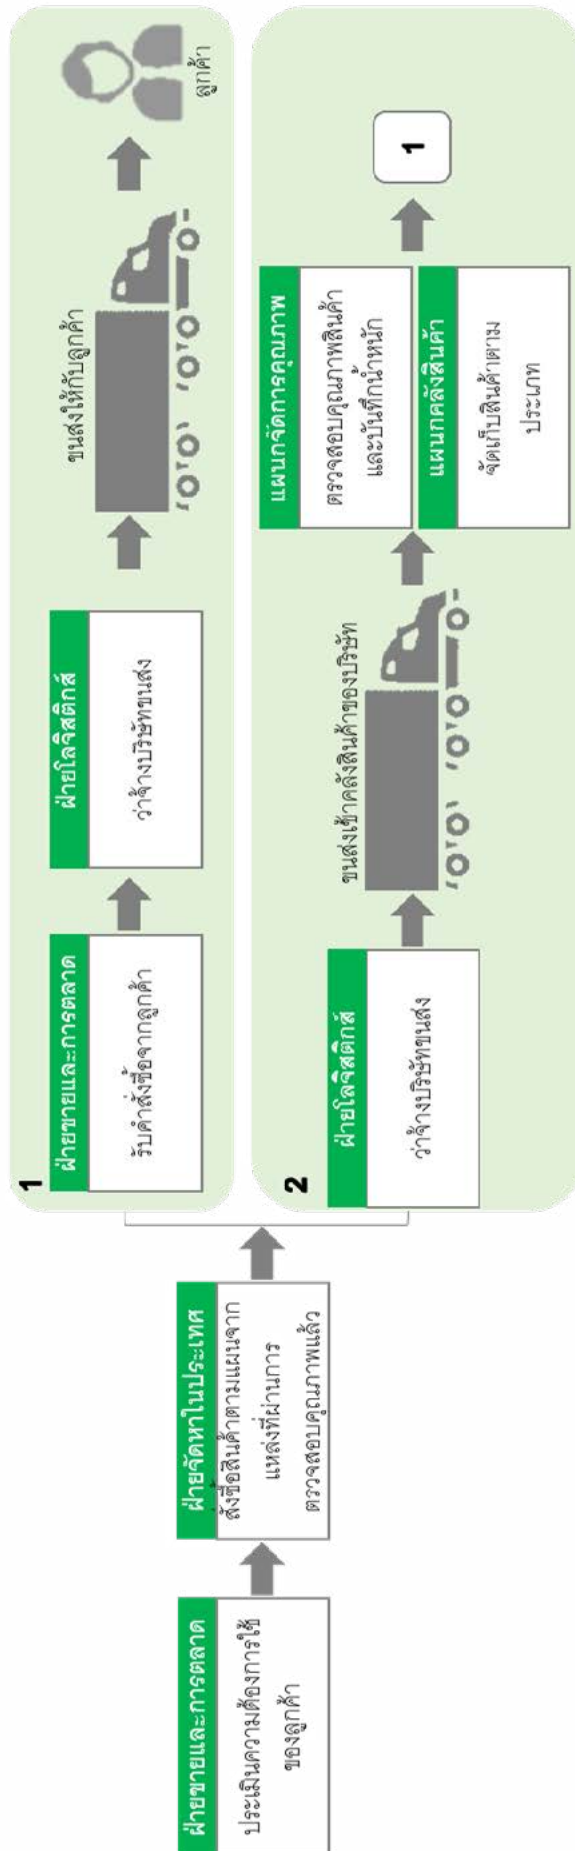 ฝ่ายขายและการตลาด
ประเมินความต้องการใช้
ของลูกค้า
ฝ่ายจัดหาในประเทศ
สั่งซื้อสินค้าตามแผนจาก
แหล่งที่ผ่านการ
ตรวจสอบคุณภาพแล้ว
1
ฝ่ายขายและการตลาด
รับคำสั่งซื้อจากลูกค้า
ฝ่ายโลจิสติกส์
ว่าจ้างบริษัทขนส่ง
ขนส่งให้กับลูกค้า
ลูกค้า
2
ฝ่ายโลจิสติกส์
ว่าจ้างบริษัทขนส่ง
ขนส่งเข้าคลังสินค้าของบริษัท
แผนกจัดการคุณภาพ
ตรวจสอบคุณภาพสินค้า
และบันทึกน้ำหนัก
แผนกคลังสินค้า
จัดเก็บสินค้าตาม
ประเภท
1